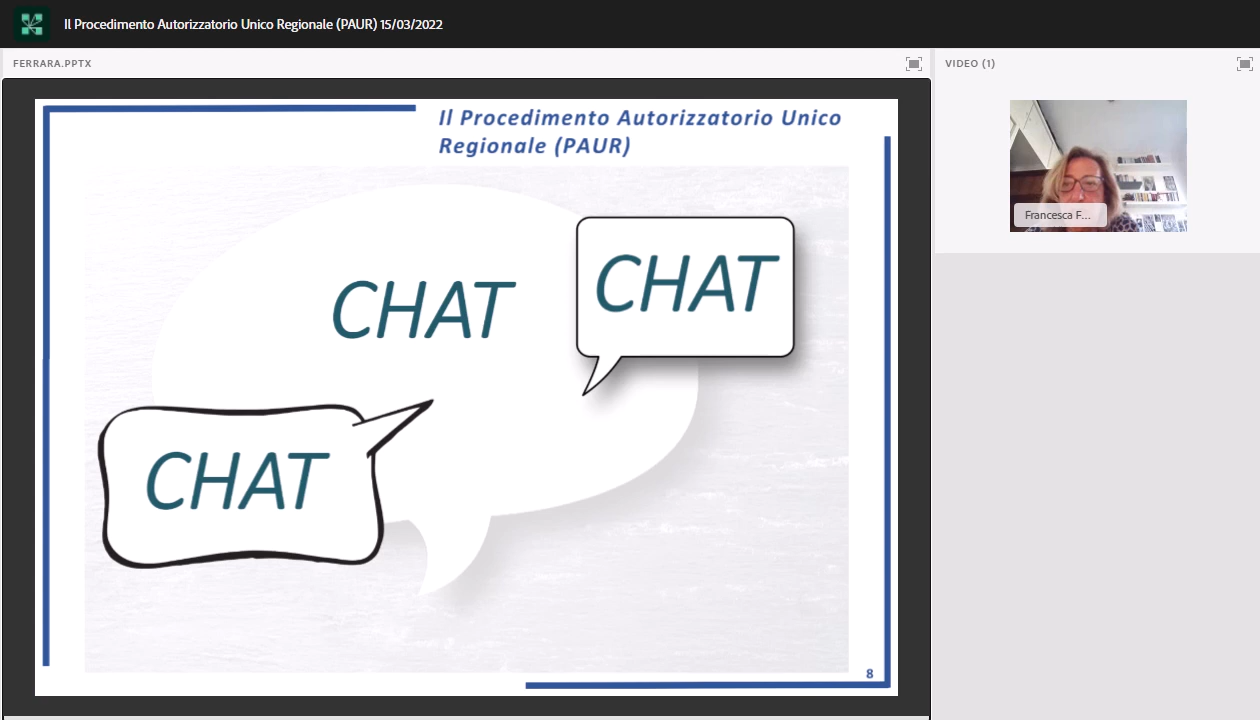 Il Procedimento Autorizzatorio Unico Regionale (PAUR) 15/03/2022
FERRARA.PPTX
VIDEO (1)
Il Procedimento Autorizzatorio Unico
Regionale (PAUR)
CHAT
CHAT
CHAT
8
Francesca F...